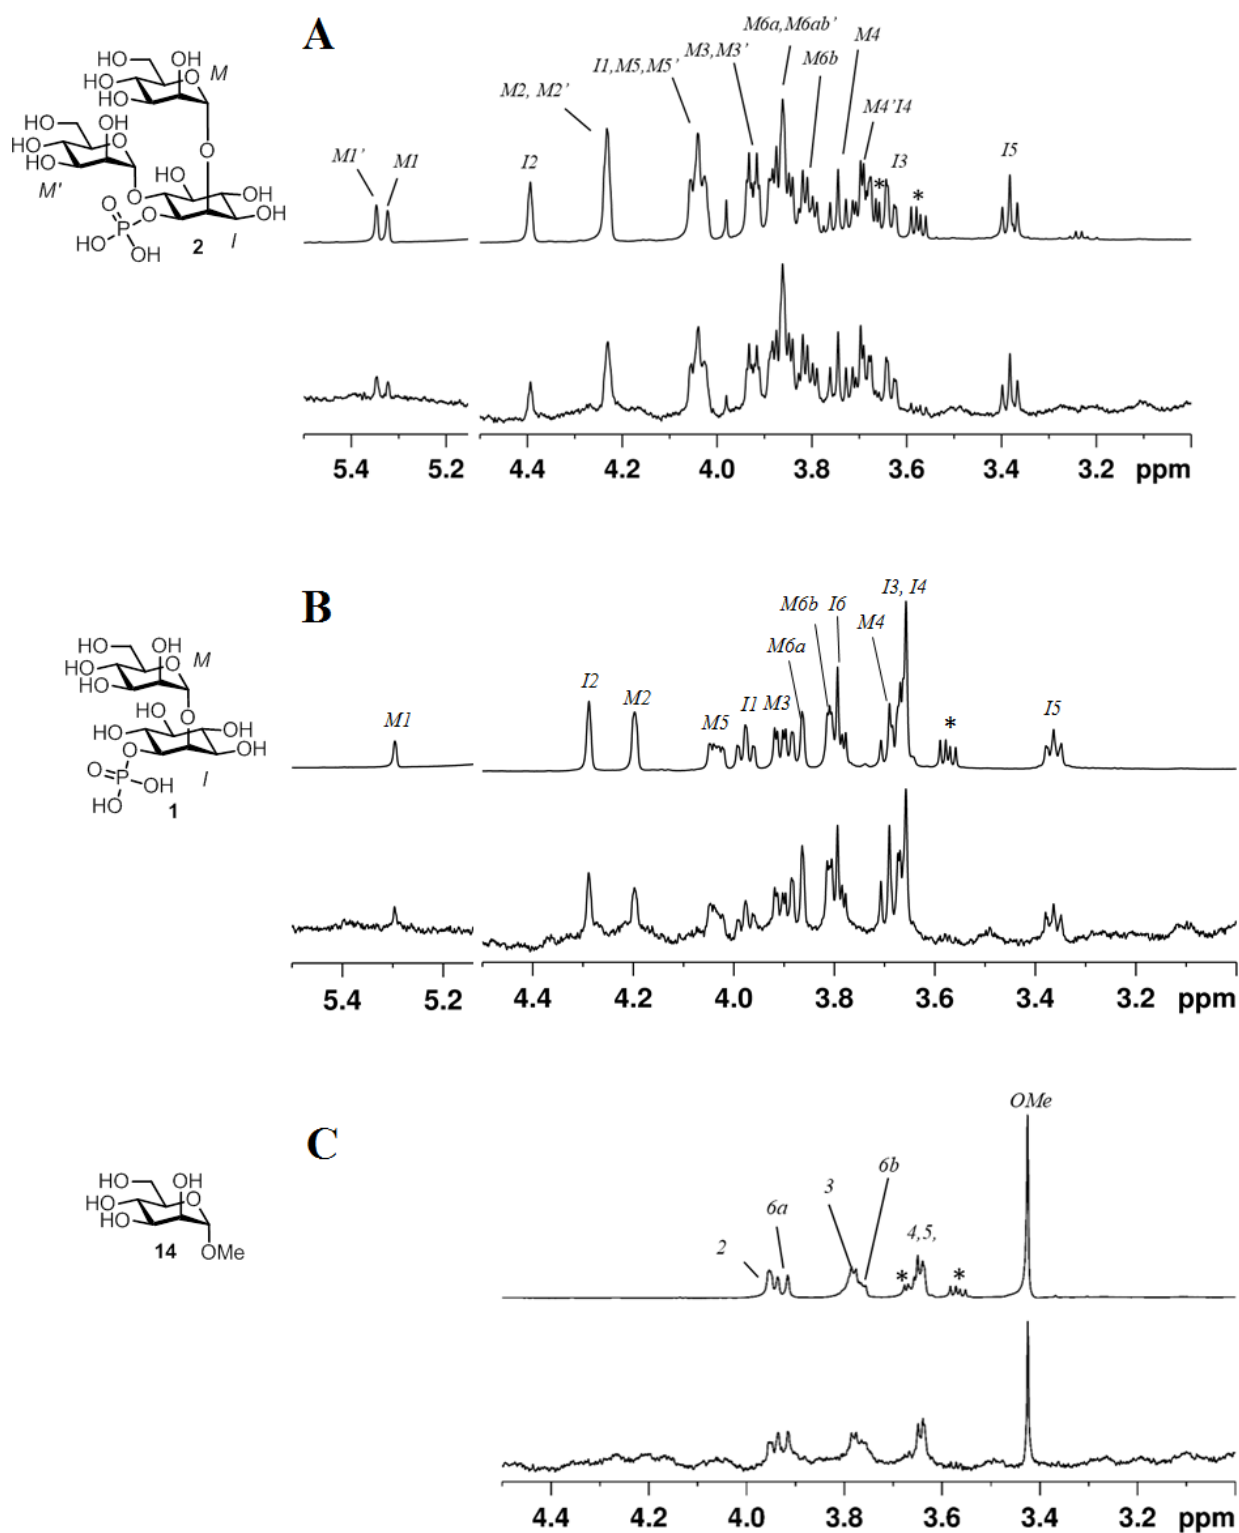 A
M6a,M6ab'
M4
M3,M3'
M6b
I1,M5,M5'
M2, M2'
M4'I4
M1'
M1
I2
I3
I5
*
*
HO
OH
HO
HO
O
M
HO
OH
HO
HO
O
O
M'
HO
OH
O
OH
O
O
P
HO
OH
2
I
5.4
5.2
4.4
4.2
4.0
3.8
3.6
3.4
3.2
ppm
B
I3, I4
M6b
I6
M4
M6a
I2
M2
I1
M3
M5
M1
*
I5
HO
OH
HO
HO
O
M
HO
O
HO
OH
OH
O
O
P
OH
HO
1
I
5.4
5.2
4.4
4.2
4.0
3.8
3.6
3.4
3.2
ppm
C
OMe
6b
3
6a
2
4,5,
*
*
HO
OH
HO
HO
O
14
OMe
4.4
4.2
4.0
3.8
3.6
3.4
3.2
ppm